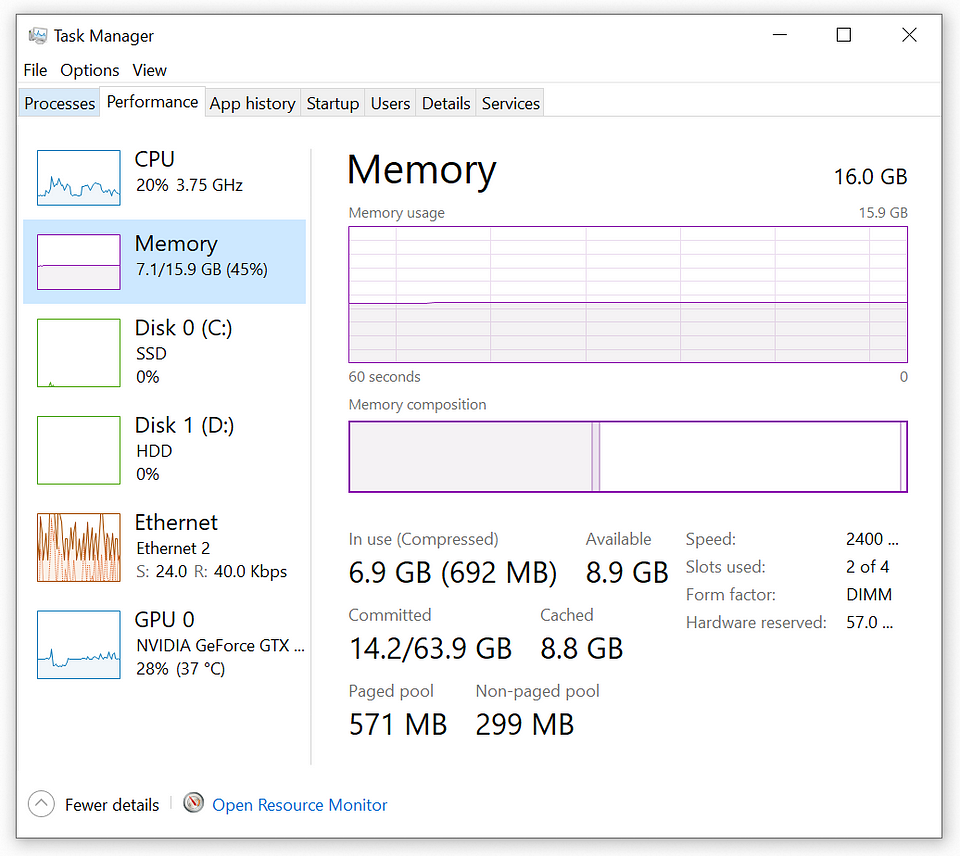 Task Manager
File Options View
Processes Performance App history Startup Users Details Services
CPU
20% 3.75 GHz
Memory
7.1/15.9 GB (45%)
Disk 0 (C:)
SSD
0%
Disk 1 (D:)
HDD
0%
Ethernet
Ethernet 2
S: 24.0 R: 40.0 Kbps
GPU 0
NVIDIA GeForce GTX ...
28% (37 °C)
Memory 16.0 GB
Memory usage 15.9 GB
60 seconds 0
Memory composition
In use (Compressed) Available
6.9 GB (692 MB) 8.9 GB
Committed Cached
14.2/63.9 GB 8.8 GB
Paged pool Non-paged pool
571 MB 299 MB
Speed: 2400 ...
Slots used: 2 of 4
Form factor: DIMM
Hardware reserved: 57.0 ...
Fewer details Open Resource Monitor